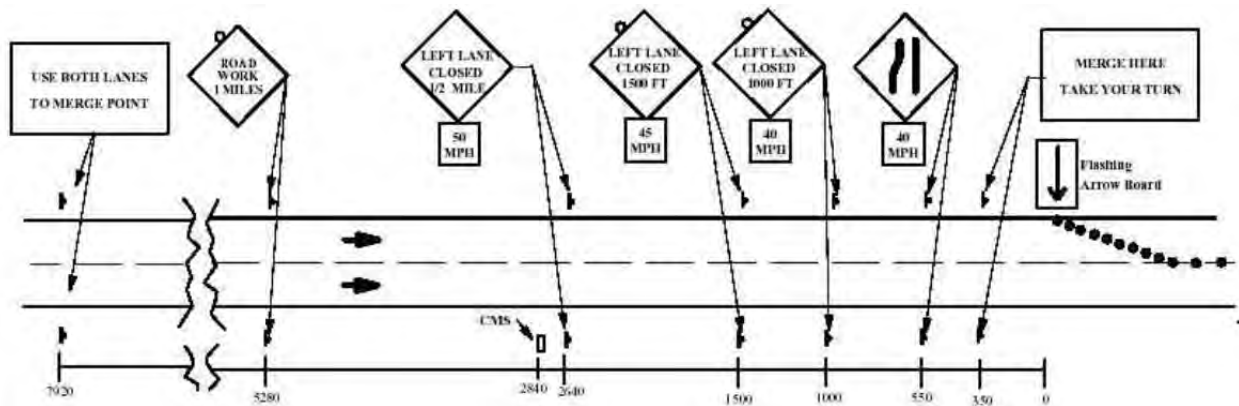 USE BOTH LANES
TO MERGE POINT
ROAD
WORK
1 MILES
LEFT LANE
CLOSED
1/2 MILE
50
MPH
LEFT LANE
CLOSED
1500 FT
45
MPH
LEFT LANE
CLOSED
1000 FT
40
MPH
40
MPH
MERGE HERE
TAKE YOUR TURN
Flashing
Arrow Board
CMS
7920
5280
2840
2640
1500
1000
550
350
0